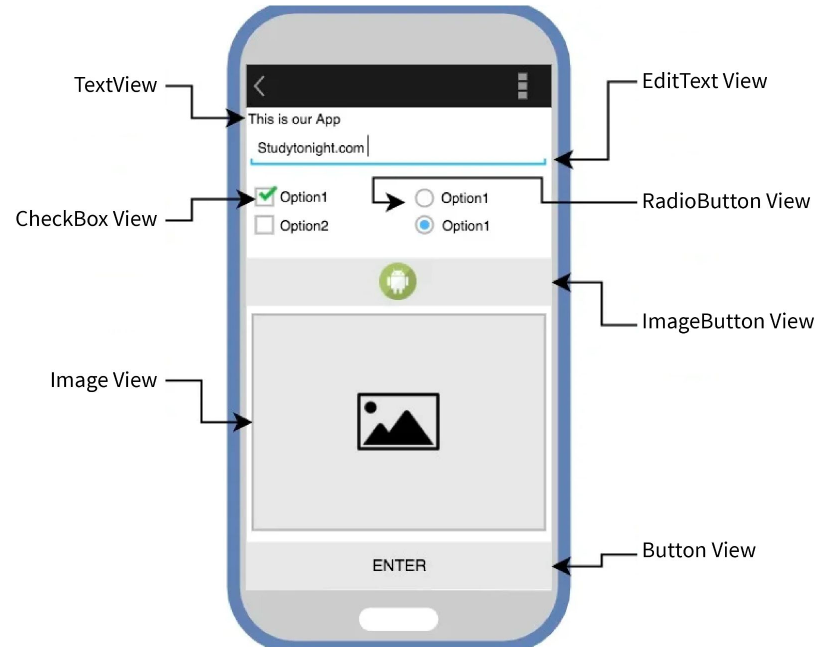 TextView
EditText View
This is our App
Studytonight.com
CheckBox View
Option1
Option2
Option1
Option1
RadioButton View
ImageButton View
Image View
ENTER
Button View